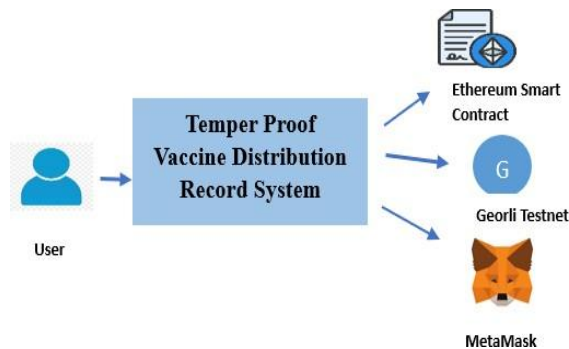 Temper Proof
Vaccine Distribution
Record System
User
Ethereum Smart
Contract
G
Georli Testnet
MetaMask